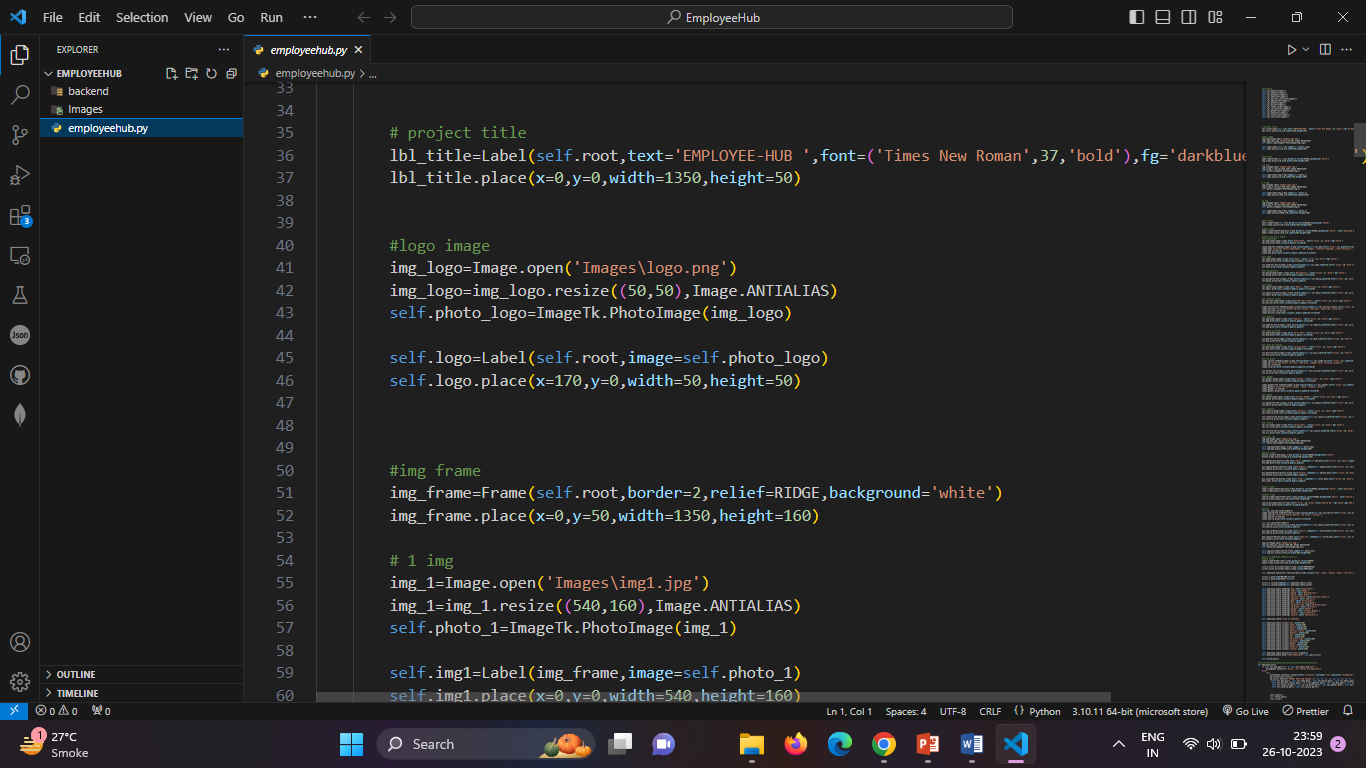 File Edit Selection View Go Run ··· EmployeeHub
EXPLORER ···
EMPLOYEEHUB
backend
Images
employeehub.py
OUTLINE
TIMELINE
employeehub.py
employeehub.py > ...
33
34
35 # project title
36 lbl_title=Label(self.root,text='EMPLOYEE-HUB ',font=('Times New Roman',37,'bold'),fg='darkblue
37 lbl_title.place(x=0,y=0,width=1350,height=50)
38
39
40 #logo image
41 img_logo=Image.open('Images\logo.png')
42 img_logo=img_logo.resize((50,50),Image.ANTIALIAS)
43 self.photo_logo=ImageTk.PhotoImage(img_logo)
44
45 self.logo=Label(self.root,image=self.photo_logo)
46 self.logo.place(x=170,y=0,width=50,height=50)
47
48
49
50 #img frame
51 img_frame=Frame(self.root,border=2,relief=RIDGE,background='white')
52 img_frame.place(x=0,y=50,width=1350,height=160)
53
54 # 1 img
55 img_1=Image.open('Images\img1.jpg')
56 img_1=img_1.resize((540,160),Image.ANTIALIAS)
57 self.photo_1=ImageTk.PhotoImage(img_1)
58
59 self.img1=Label(img_frame,image=self.photo_1)
60 self.img1.place(x=0,y=0,width=540,height=160)
3
Json
0 0 0 Ln 1, Col 1 Spaces: 4 UTF-8 CRLF {} Python 3.10.11 64-bit (microsoft store) Go Live Prettier
1 27°C
Smoke
Search
ENG
IN
23:59
26-10-2023
2